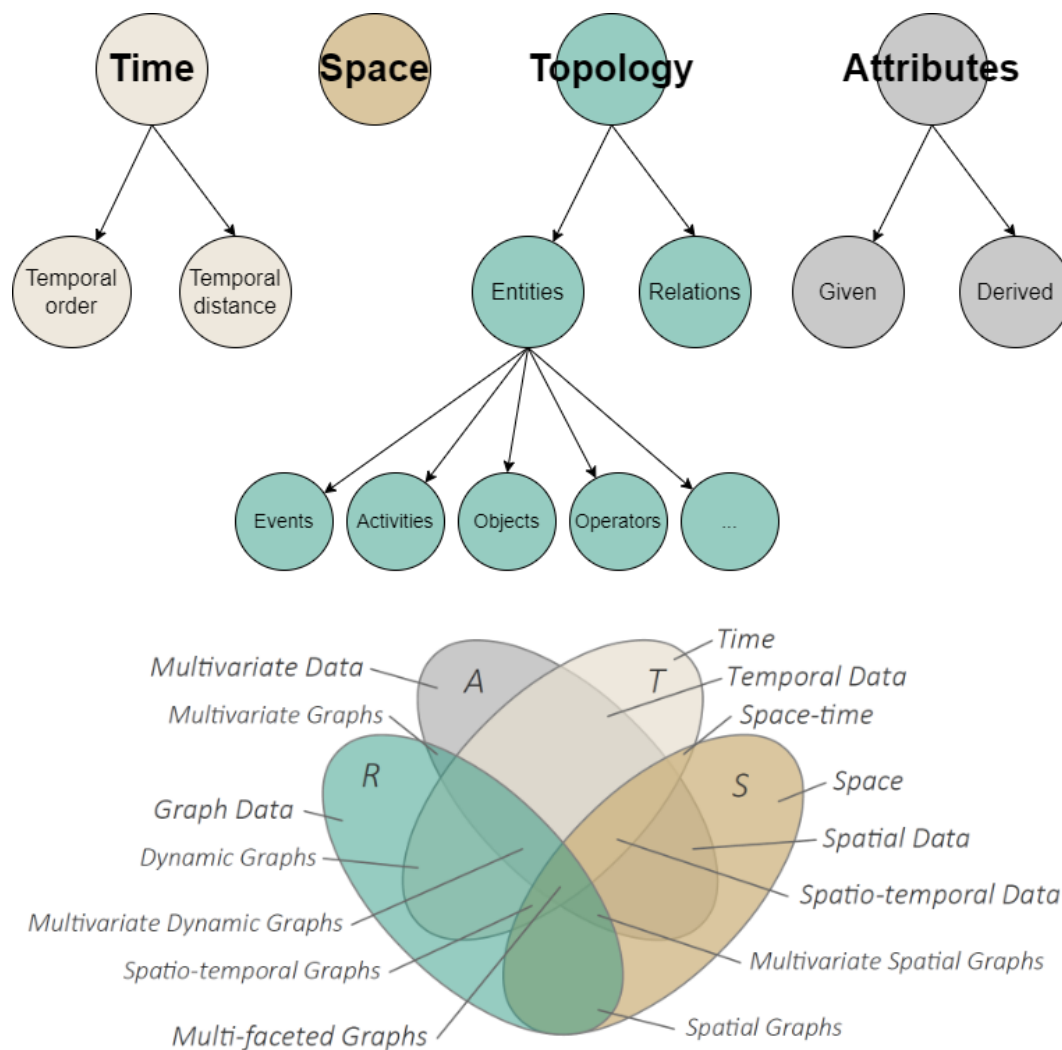 Time
Space
Topology
Attributes
Temporal
order
Temporal
distance
Entities
Relations
Given
Derived
Events
Activities
Objects
Operators
...
Multivariate Data
Multivariate Graphs
Graph Data
Dynamic Graphs
Multivariate Dynamic Graphs
Spatio-temporal Graphs
Multi-faceted Graphs
A
T
R
S
Time
Temporal Data
Space-time
Space
Spatial Data
Spatio-temporal Data
Multivariate Spatial Graphs
Spatial Graphs